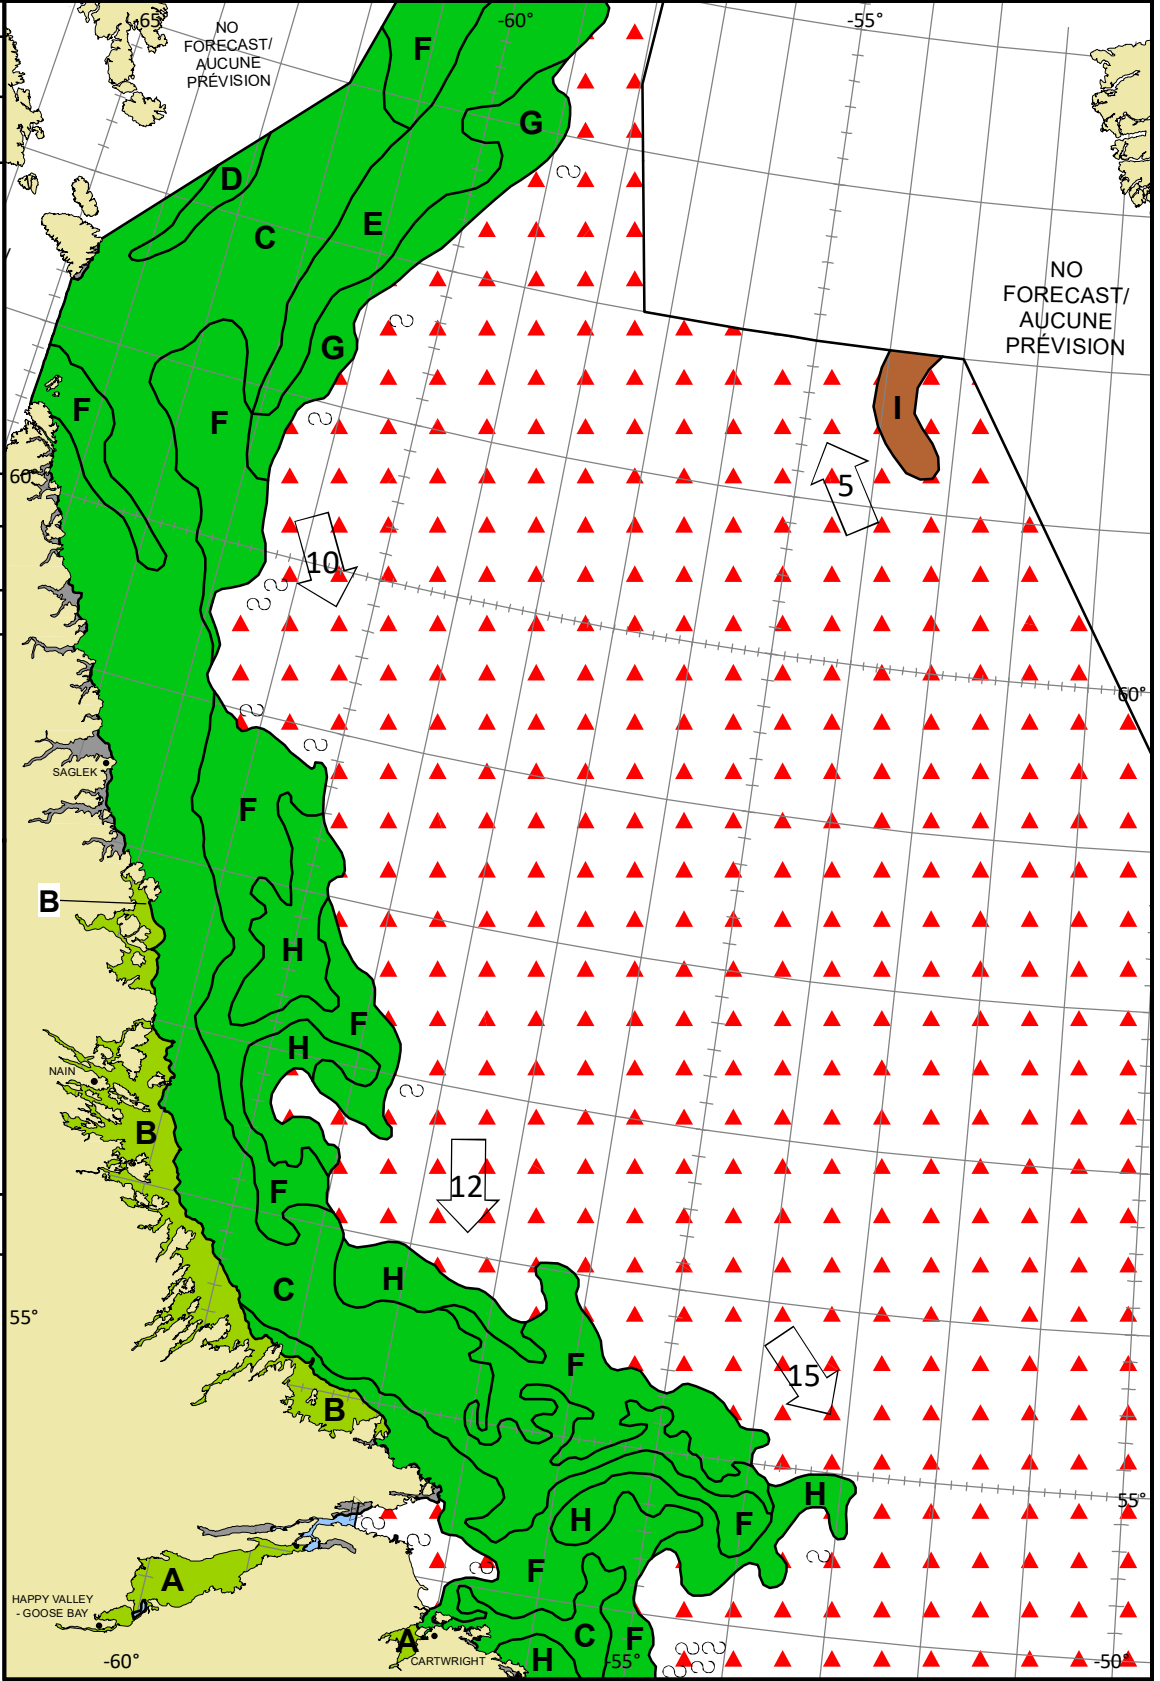 -65°
-60°
-55°
NO
FORECAST/
AUCUNE
PRÉVISION
F
G
D
C
E
NO
FORECAST/
AUCUNE
PRÉVISION
G
F
F
I
60°
5
10
60°
SAGLEK
F
B
H
F
H
NAIN
B
12
F
C
H
55°
F
15
B
H
55°
H
F
F
A
HAPPY VALLEY
- GOOSE BAY
A
C
F
H
CARTWRIGHT
-60°
-55°
-50°